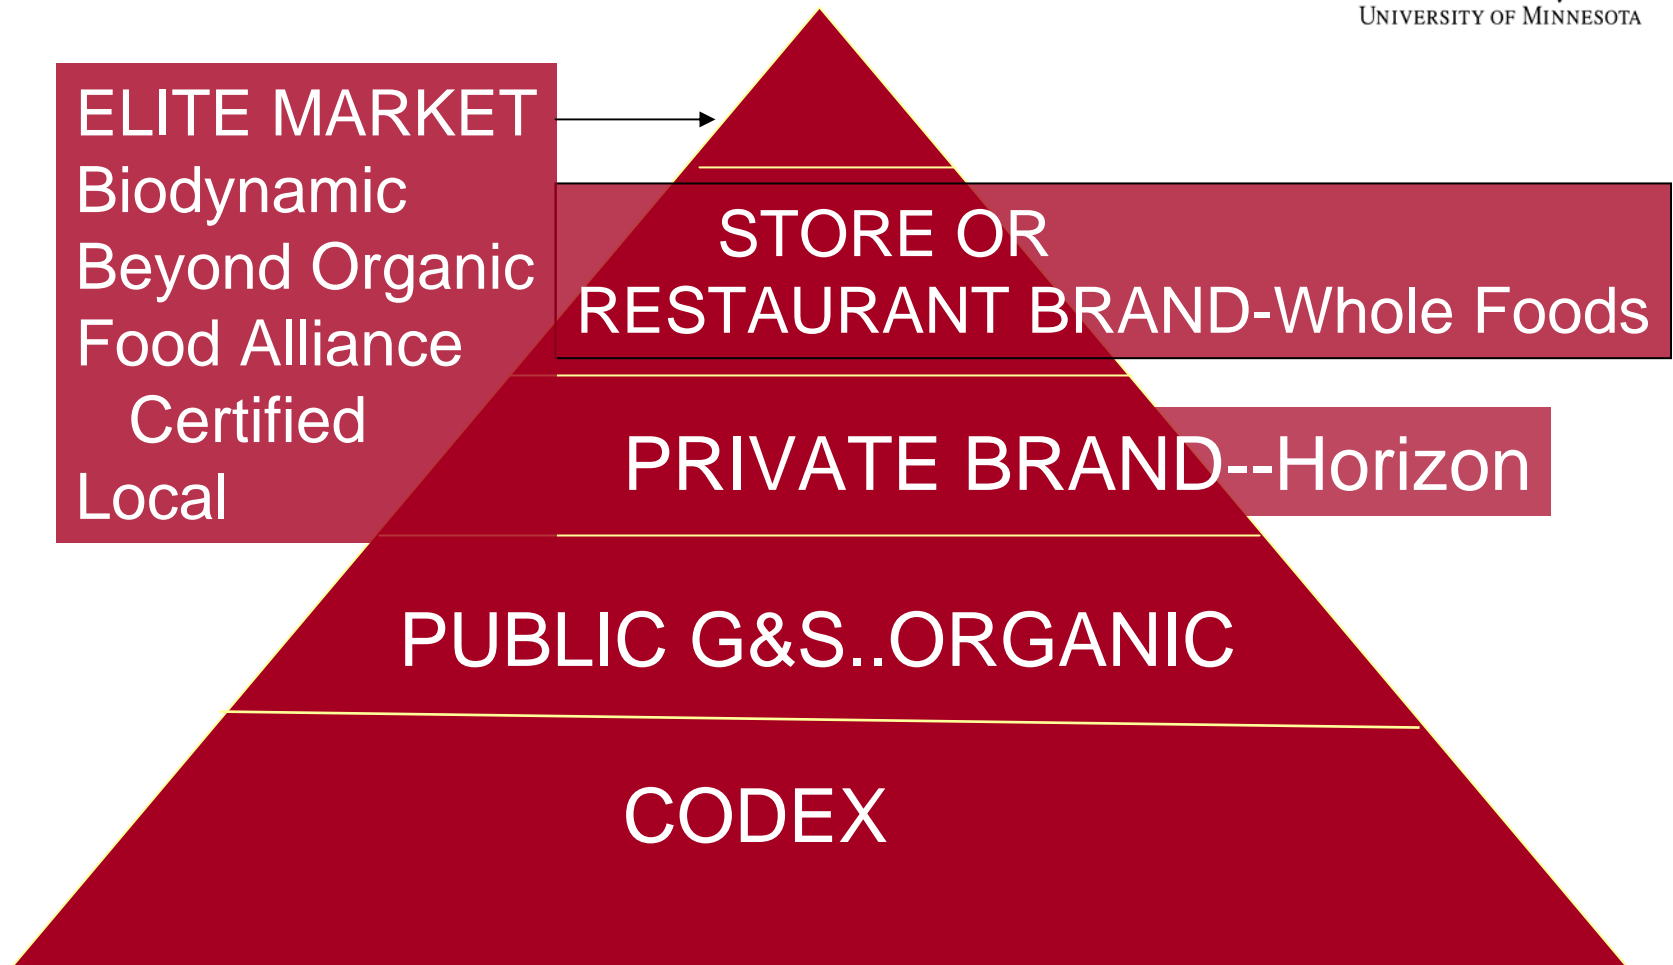 UNIVERSITY OF MINNESOTA
ELITE MARKET
Biodynamic
Beyond Organic
Food Alliance
Certified
Local
STORE OR
RESTAURANT BRAND-Whole Foods
PRIVATE BRAND--Horizon
PUBLIC G&S..ORGANIC
CODEX